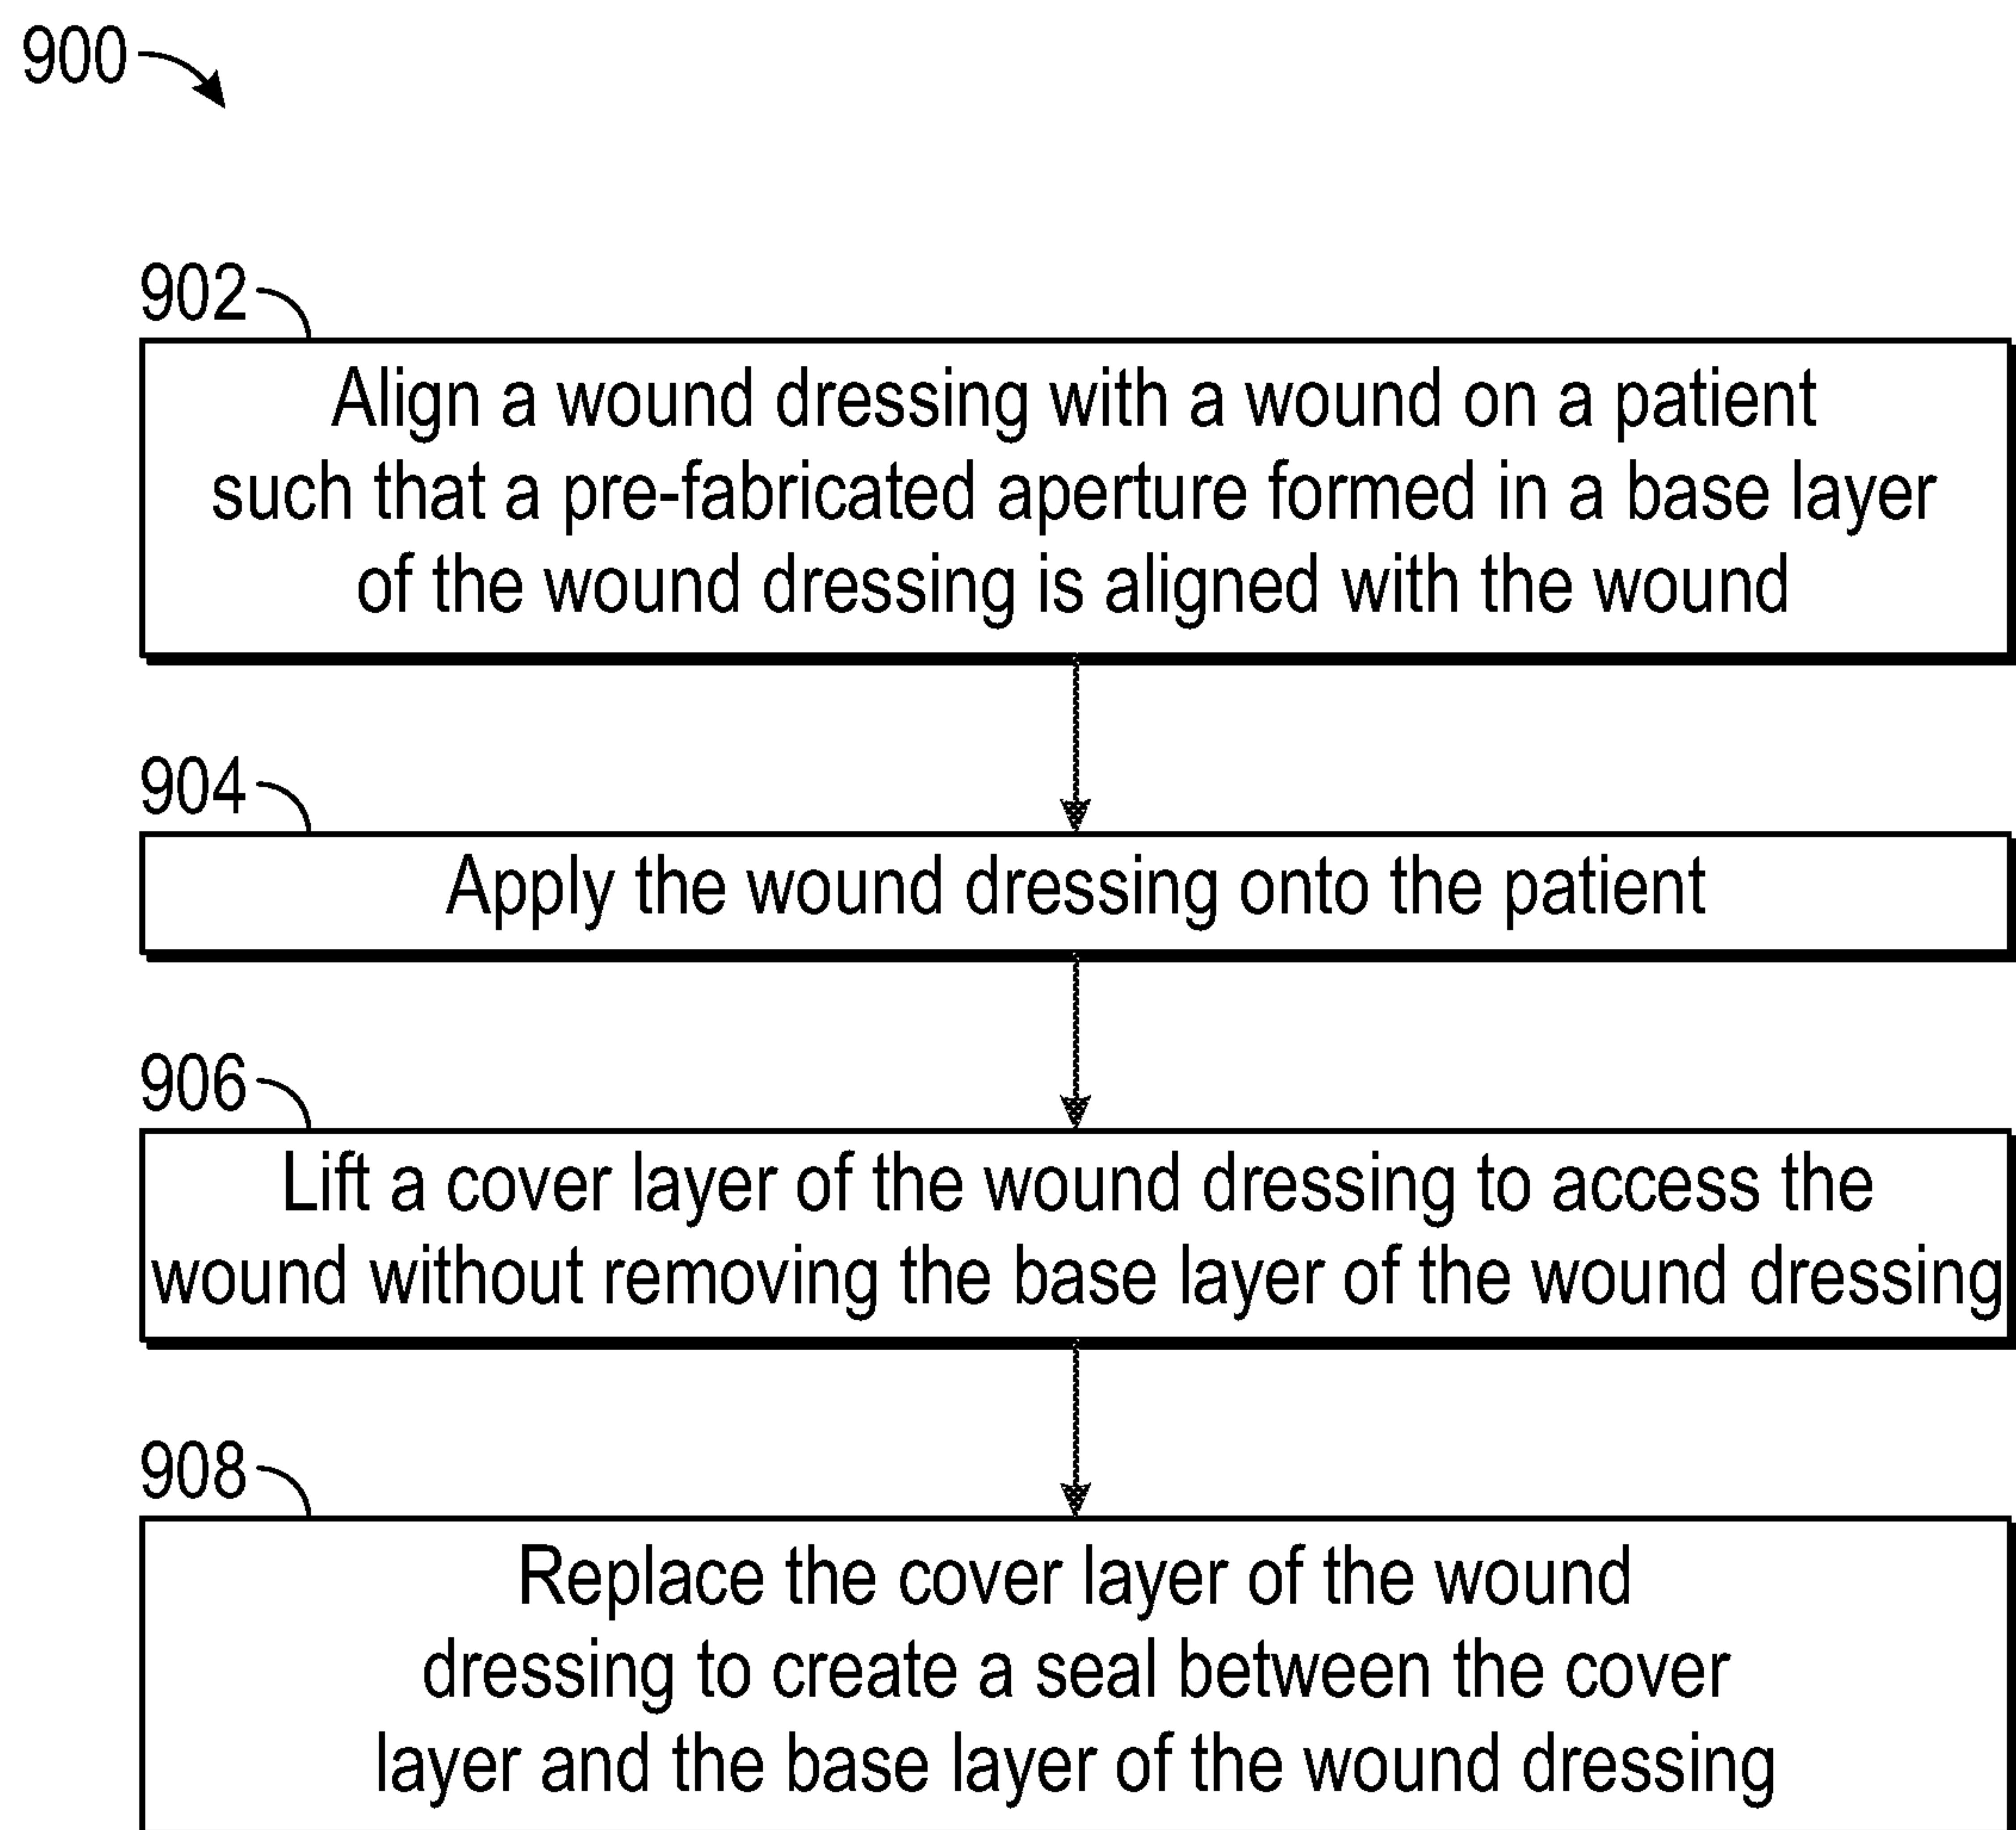 900
902
Align a wound dressing with a wound on a patient
such that a pre-fabricated aperture formed in a base layer
of the wound dressing is aligned with the wound
904
Apply the wound dressing onto the patient
906
Lift a cover layer of the wound dressing to access the
wound without removing the base layer of the wound dressing
908
Replace the cover layer of the wound
dressing to create a seal between the cover
layer and the base layer of the wound dressing